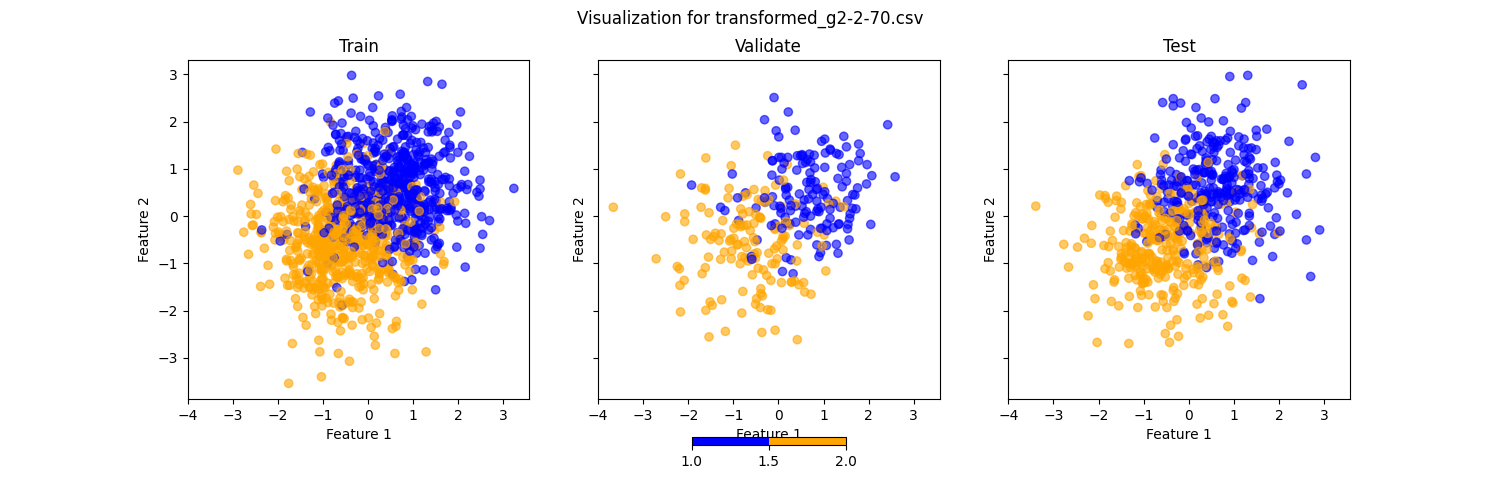 Visualization for transformed_g2-2-70.csv
Train
Validate
Test
3
2
1
0
−1
−2
−3
Feature 2
Feature 2
Feature 2
−4 −3 −2 −1 0 1 2 3
−4 −3 −2 −1 0 1 2 3
−4 −3 −2 −1 0 1 2 3
Feature 1
Feature 1
Feature 1
1.0 1.5 2.0